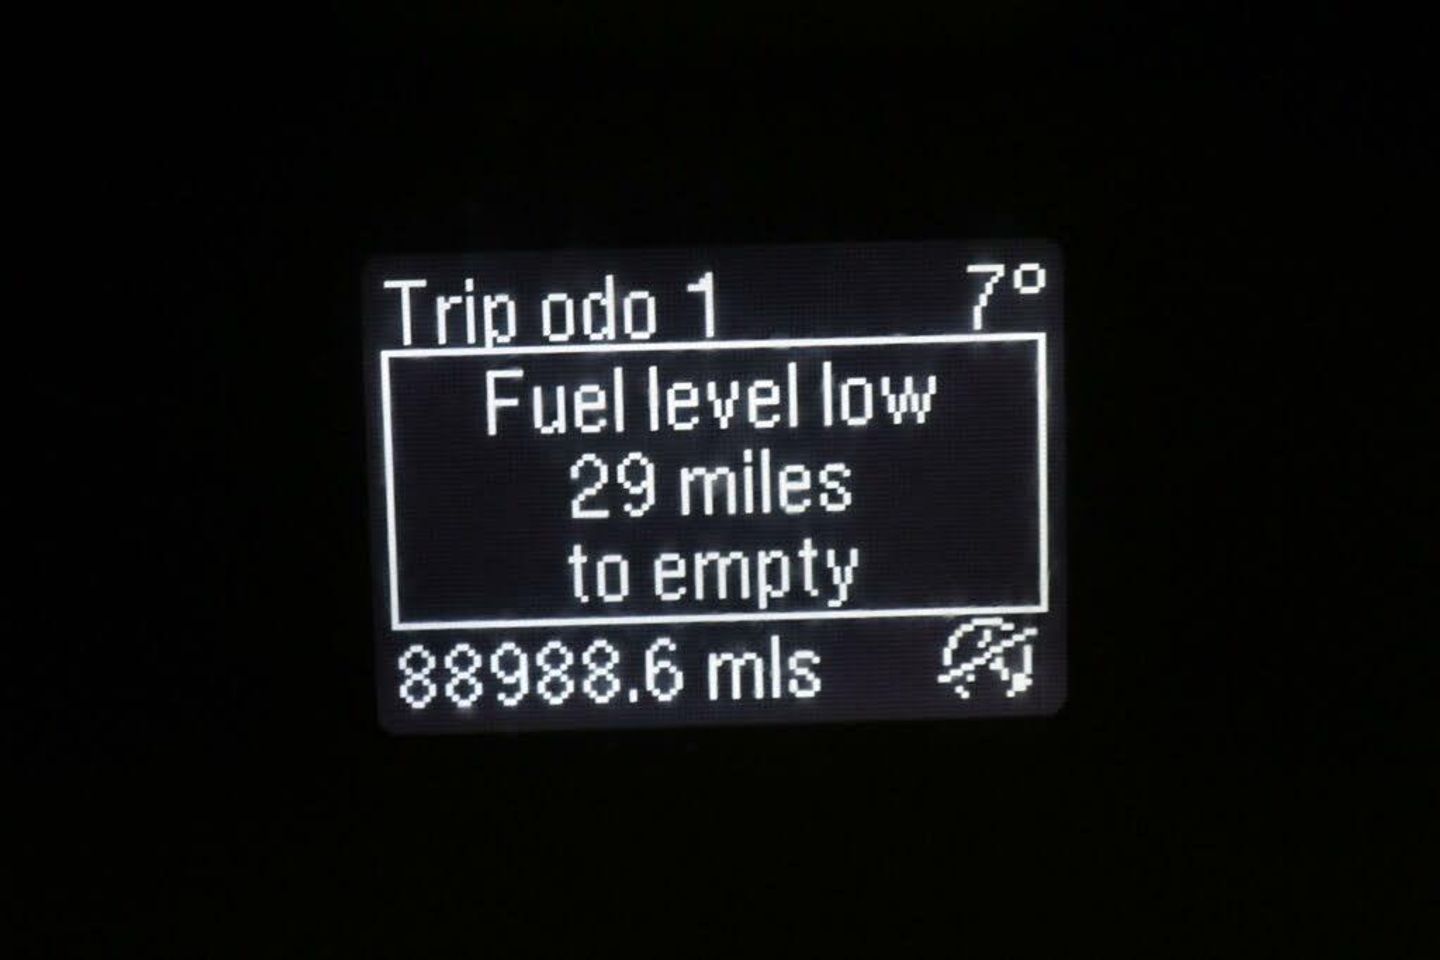 Trip odo 1 7°
Fuel level low
29 miles
to empty
88988.6 mls